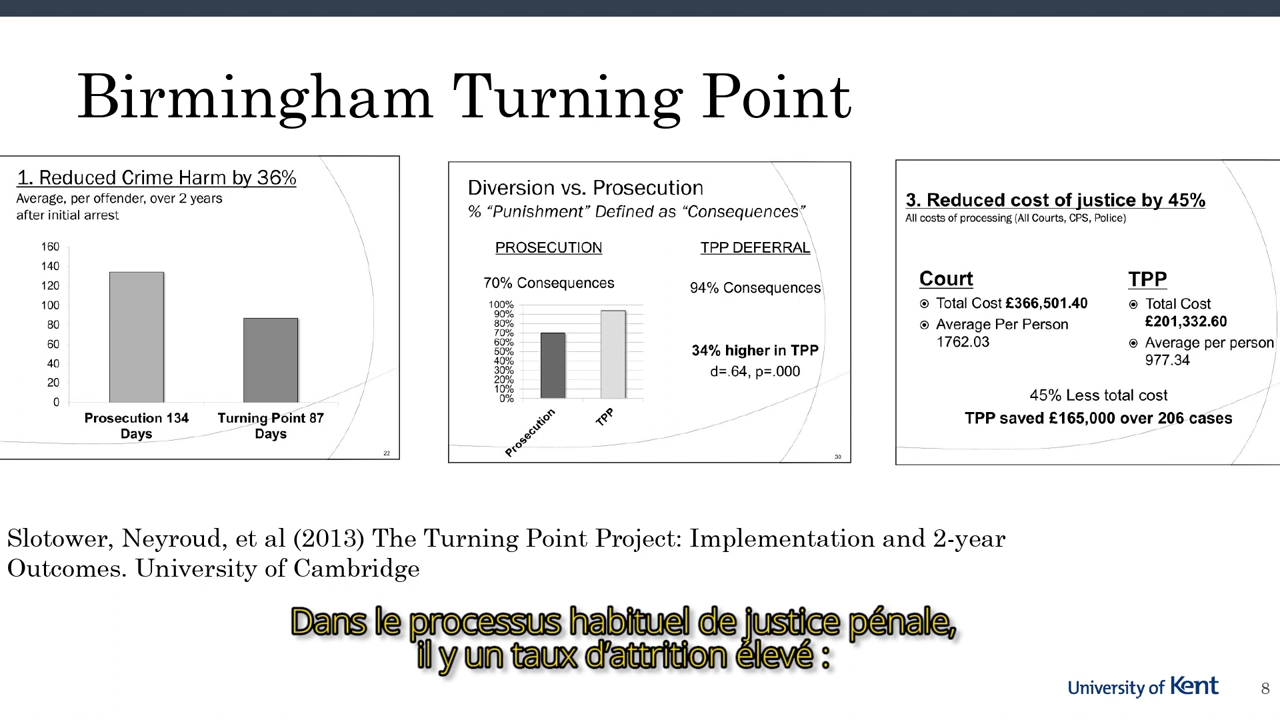 Birmingham Turning Point
1. Reduced Crime Harm by 36%
Average, per offender, over 2 years
after initial arrest
160
140
120
100
80
60
40
20
0
Prosecution 134
Days
Turning Point 87
Days
22
Diversion vs. Prosecution
% “Punishment” Defined as “Consequences”
PROSECUTION
TPP DEFERRAL
70% Consequences
94% Consequences
100%
90%
80%
70%
60%
50%
40%
30%
20%
10%
0%
Prosecution
TPP
34% higher in TPP
d=.64, p=.000
30
3. Reduced cost of justice by 45%
All costs of processing (All Courts, CPS, Police)
Court
Total Cost £366,501.40
Average Per Person
1762.03
TPP
Total Cost
£201,332.60
Average per person
977.34
45% Less total cost
TPP saved £165,000 over 206 cases
Slotower, Neyroud, et al (2013) The Turning Point Project: Implementation and 2-year
Outcomes. University of Cambridge
Dans le processus habituel de justice pénale,
il y un taux d’attrition élevé :
University of Kent
8